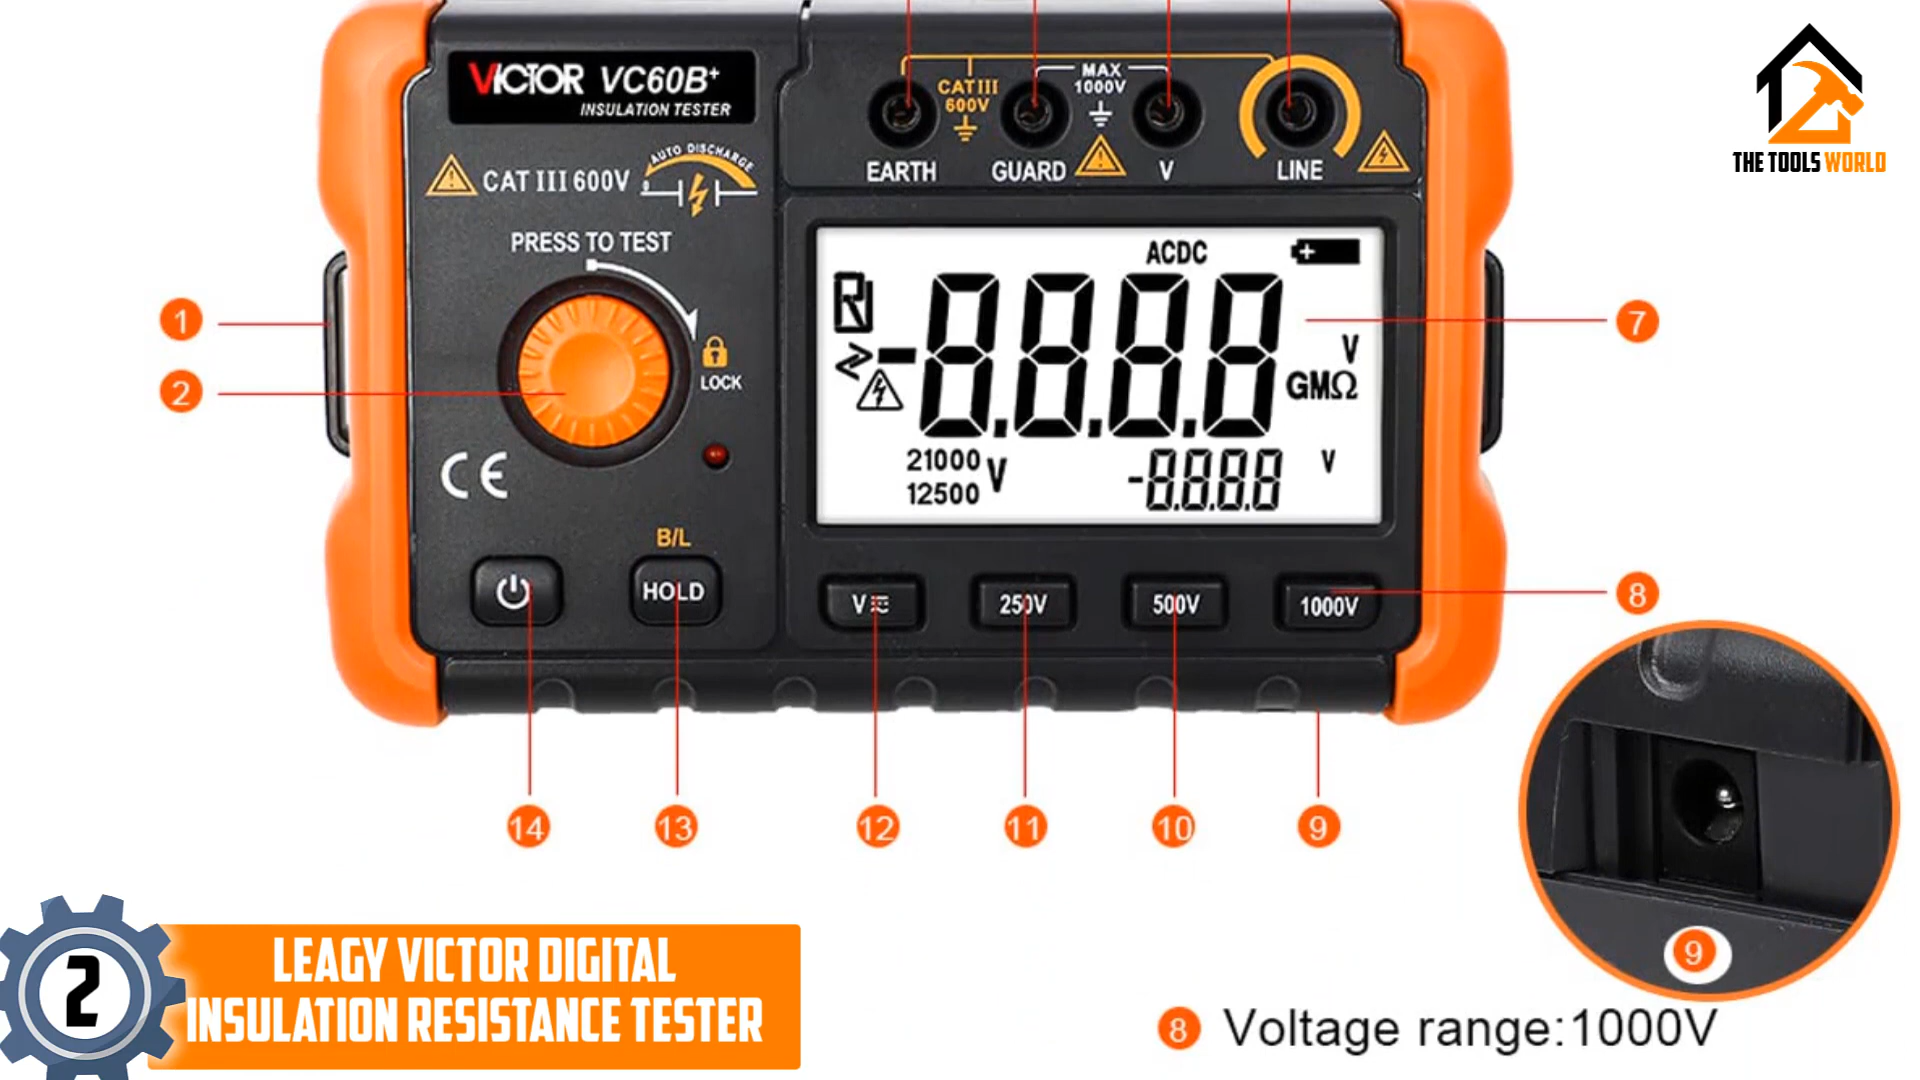 VICTOR VC60B+
INSULATION TESTER
CAT III 600V
AUTO DISCHARGE
0
PRESS TO TEST
LOCK
CE
B/L
HOLD
CAT III
600V
MAX
1000V
EARTH
GUARD
V
LINE
ACDC
R
-8.8.8.8
V
GMΩ
21000
12500
V
-8.8.8.8
V
V
250V
500V
1000V
1
2
7
8
14
13
12
11
10
9
9
8 Voltage range:1000V
THE TOOLS WORLD
2
LEAGY VICTOR DIGITAL
INSULATION RESISTANCE TESTER